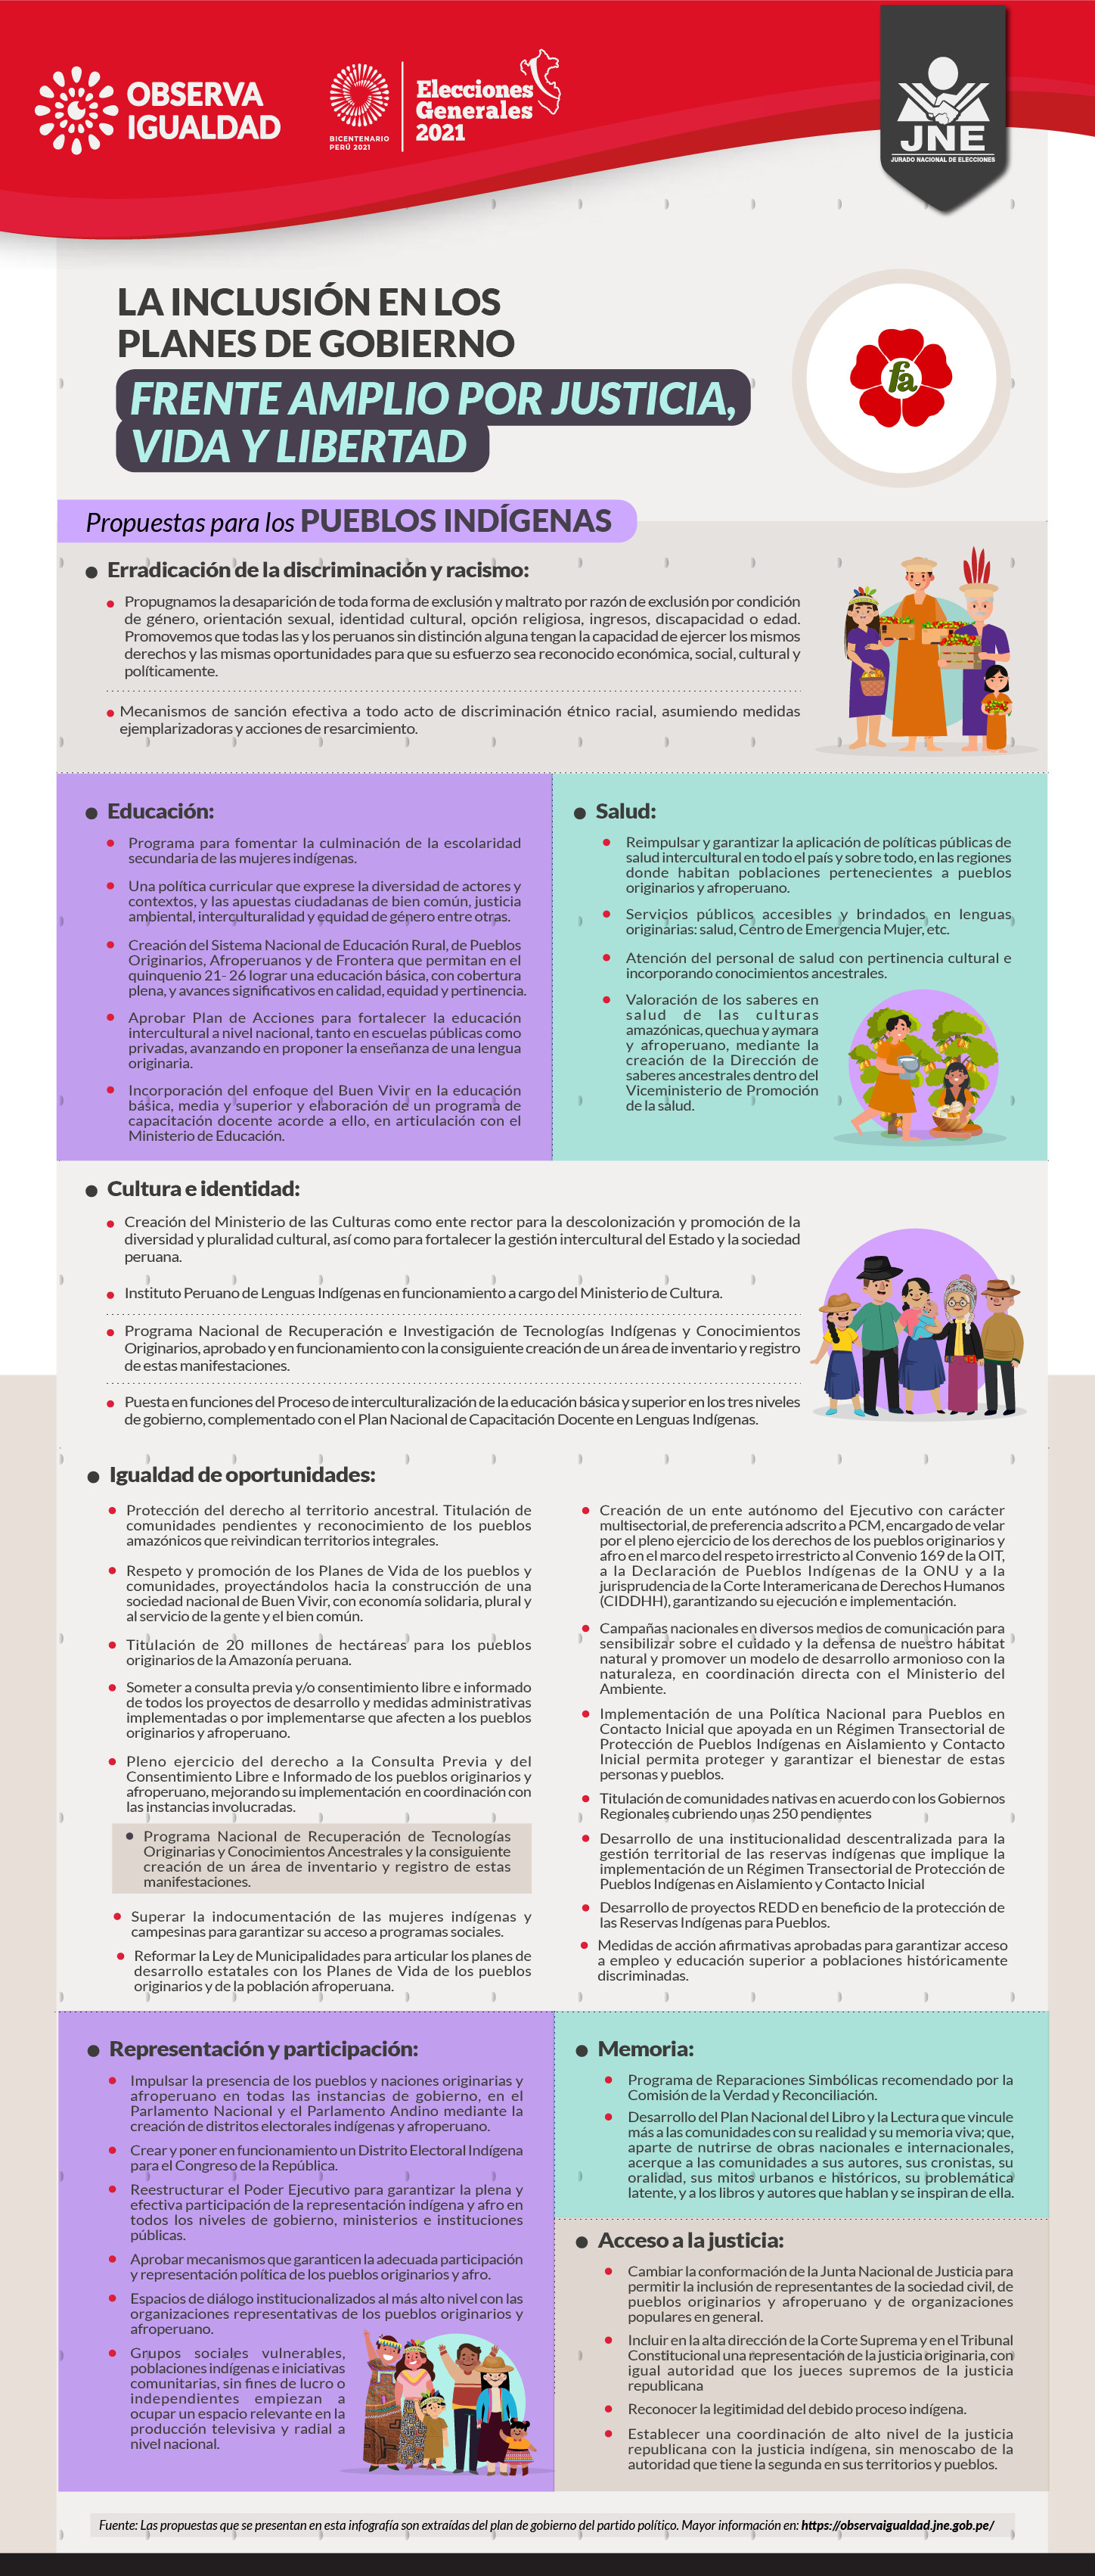 OBSERVA
IGUALDAD
BICENTENARIO
PERÚ 2021
Elecciones
Generales
2021
JNE
JURADO NACIONAL DE ELECCIONES
LA INCLUSIÓN EN LOS
PLANES DE GOBIERNO
FRENTE AMPLIO POR JUSTICIA,
VIDA Y LIBERTAD
fa
Propuestas para los PUEBLOS INDÍGENAS
● Erradicación de la discriminación y racismo:
● Propugnamos la desaparición de toda forma de exclusión y maltrato por razón de exclusión por condición
de género, orientación sexual, identidad cultural, opción religiosa, ingresos, discapacidad o edad.
Promovemos que todas las y los peruanos sin distinción alguna tengan la capacidad de ejercer los mismos
derechos y las mismas oportunidades para que su esfuerzo sea reconocido económica, social, cultural y
políticamente.
● Mecanismos de sanción efectiva a todo acto de discriminación étnico racial, asumiendo medidas
ejemplarizadoras y acciones de resarcimiento.
● Educación:
● Programa para fomentar la culminación de la escolaridad
secundaria de las mujeres indígenas.
● Una política curricular que exprese la diversidad de actores y
contextos, y las apuestas ciudadanas de bien común, justicia
ambiental, interculturalidad y equidad de género entre otras.
● Creación del Sistema Nacional de Educación Rural, de Pueblos
Originarios, Afroperuanos y de Frontera que permitan en el
quinquenio 21- 26 lograr una educación básica, con cobertura
plena, y avances significativos en calidad, equidad y pertinencia.
● Aprobar Plan de Acciones para fortalecer la educación
intercultural a nivel nacional, tanto en escuelas públicas como
privadas, avanzando en proponer la enseñanza de una lengua
originaria.
● Incorporación del enfoque del Buen Vivir en la educación
básica, media y superior y elaboración de un programa de
capacitación docente acorde a ello, en articulación con el
Ministerio de Educación.
● Salud:
● Reimpulsar y garantizar la aplicación de políticas públicas de
salud intercultural en todo el país y sobre todo, en las regiones
donde habitan poblaciones pertenecientes a pueblos
originarios y afroperuano.
● Servicios públicos accesibles y brindados en lenguas
originarias: salud, Centro de Emergencia Mujer, etc.
● Atención del personal de salud con pertinencia cultural e
incorporando conocimientos ancestrales.
● Valoración de los saberes en
salud de las culturas
amazónicas, quechua y aymara
y afroperuano, mediante la
creación de la Dirección de
saberes ancestrales dentro del
Viceministerio de Promoción
de la salud.
● Cultura e identidad:
● Creación del Ministerio de las Culturas como ente rector para la descolonización y promoción de la
diversidad y pluralidad cultural, así como para fortalecer la gestión intercultural del Estado y la sociedad
peruana.
● Instituto Peruano de Lenguas Indígenas en funcionamiento a cargo del Ministerio de Cultura.
● Programa Nacional de Recuperación e Investigación de Tecnologías Indígenas y Conocimientos
Originarios, aprobado y en funcionamiento con la consiguiente creación de un área de inventario y registro
de estas manifestaciones.
● Puesta en funciones del Proceso de interculturalización de la educación básica y superior en los tres niveles
de gobierno, complementado con el Plan Nacional de Capacitación Docente en Lenguas Indígenas.
● Igualdad de oportunidades:
● Protección del derecho al territorio ancestral. Titulación de
comunidades pendientes y reconocimiento de los pueblos
amazónicos que reivindican territorios integrales.
● Respeto y promoción de los Planes de Vida de los pueblos y
comunidades, proyectándolos hacia la construcción de una
sociedad nacional de Buen Vivir, con economía solidaria, plural y
al servicio de la gente y el bien común.
● Titulación de 20 millones de hectáreas para los pueblos
originarios de la Amazonía peruana.
● Someter a consulta previa y/o consentimiento libre e informado
de todos los proyectos de desarrollo y medidas administrativas
implementadas o por implementarse que afecten a los pueblos
originarios y afroperuano.
● Pleno ejercicio del derecho a la Consulta Previa y del
Consentimiento Libre e Informado de los pueblos originarios y
afroperuano, mejorando su implementación en coordinación con
las instancias involucradas.
● Programa Nacional de Recuperación de Tecnologías
Originarias y Conocimientos Ancestrales y la consiguiente
creación de un área de inventario y registro de estas
manifestaciones.
● Superar la indocumentación de las mujeres indígenas y
campesinas para garantizar su acceso a programas sociales.
● Reformar la Ley de Municipalidades para articular los planes de
desarrollo estatales con los Planes de Vida de los pueblos
originarios y de la población afroperuana.
● Creación de un ente autónomo del Ejecutivo con carácter
multisectorial, de preferencia adscrito a PCM, encargado de velar
por el pleno ejercicio de los derechos de los pueblos originarios y
afro en el marco del respeto irrestricto al Convenio 169 de la OIT,
a la Declaración de Pueblos Indígenas de la ONU y a la
jurisprudencia de la Corte Interamericana de Derechos Humanos
(CIDDHH), garantizando su ejecución e implementación.
● Campañas nacionales en diversos medios de comunicación para
sensibilizar sobre el cuidado y la defensa de nuestro hábitat
natural y promover un modelo de desarrollo armonioso con la
naturaleza, en coordinación directa con el Ministerio del
Ambiente.
● Implementación de una Política Nacional para Pueblos en
Contacto Inicial que apoyada en un Régimen Transectorial de
Protección de Pueblos Indígenas en Aislamiento y Contacto
Inicial permita proteger y garantizar el bienestar de estas
personas y pueblos.
● Titulación de comunidades nativas en acuerdo con los Gobiernos
Regionales cubriendo unas 250 pendientes
● Desarrollo de una institucionalidad descentralizada para la
gestión territorial de las reservas indígenas que implique la
implementación de un Régimen Transectorial de Protección de
Pueblos Indígenas en Aislamiento y Contacto Inicial
● Desarrollo de proyectos REDD en beneficio de la protección de
las Reservas Indígenas para Pueblos.
● Medidas de acción afirmativas aprobadas para garantizar acceso
a empleo y educación superior a poblaciones históricamente
discriminadas.
● Representación y participación:
● Impulsar la presencia de los pueblos y naciones originarias y
afroperuano en todas las instancias de gobierno, en el
Parlamento Nacional y el Parlamento Andino mediante la
creación de distritos electorales indígenas y afroperuano.
● Crear y poner en funcionamiento un Distrito Electoral Indígena
para el Congreso de la República.
● Reestructurar el Poder Ejecutivo para garantizar la plena y
efectiva participación de la representación indígena y afro en
todos los niveles de gobierno, ministerios e instituciones
públicas.
● Aprobar mecanismos que garanticen la adecuada participación
y representación política de los pueblos originarios y afro.
● Espacios de diálogo institucionalizados al más alto nivel con las
organizaciones representativas de los pueblos originarios y
afroperuano.
● Grupos sociales vulnerables,
poblaciones indígenas e iniciativas
comunitarias, sin fines de lucro o
independientes empiezan a
ocupar un espacio relevante en la
producción televisiva y radial a
nivel nacional.
● Memoria:
● Programa de Reparaciones Simbólicas recomendado por la
Comisión de la Verdad y Reconciliación.
● Desarrollo del Plan Nacional del Libro y la Lectura que vincule
más a las comunidades con su realidad y su memoria viva; que,
aparte de nutrirse de obras nacionales e internacionales,
acerque a las comunidades a sus autores, sus cronistas, su
oralidad, sus mitos urbanos e históricos, su problemática
latente, y a los libros y autores que hablan y se inspiran de ella.
● Acceso a la justicia:
● Cambiar la conformación de la Junta Nacional de Justicia para
permitir la inclusión de representantes de la sociedad civil, de
pueblos originarios y afroperuano y de organizaciones
populares en general.
● Incluir en la alta dirección de la Corte Suprema y en el Tribunal
Constitucional una representación de la justicia originaria, con
igual autoridad que los jueces supremos de la justicia
republicana
● Reconocer la legitimidad del debido proceso indígena.
● Establecer una coordinación de alto nivel de la justicia
republicana con la justicia indígena, sin menoscabo de la
autoridad que tiene la segunda en sus territorios y pueblos.
Fuente: Las propuestas que se presentan en esta infografía son extraídas del plan de gobierno del partido político. Mayor información en: https://observaigualdad.jne.gob.pe/